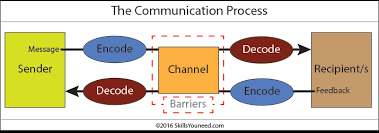 The Communication Process
Message
Encode
Decode
Sender
Channel
Recipient/s
Decode
Encode
Feedback
Barriers
©2016 SkillsYouneed.com